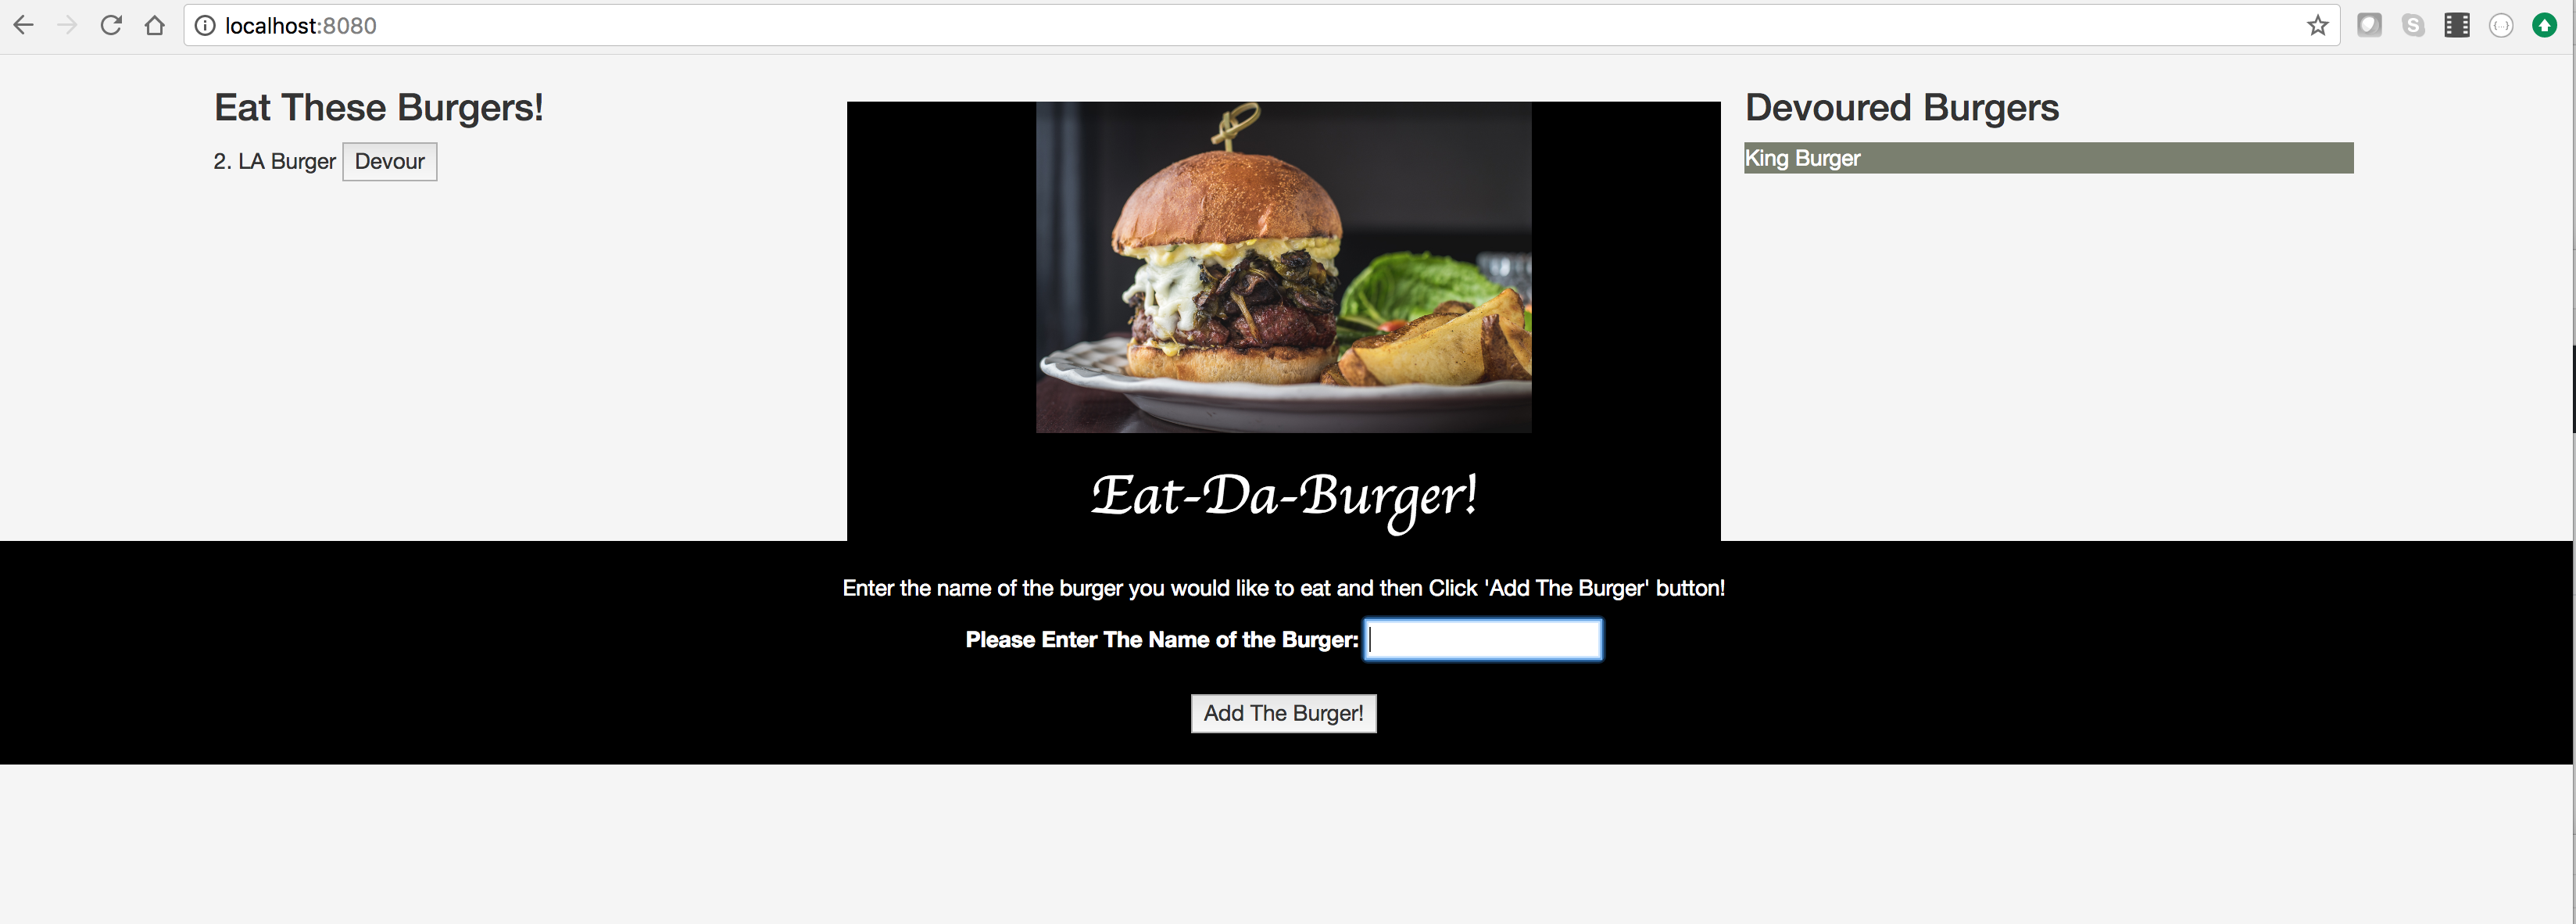 localhost:8080
Eat These Burgers!
2. LA Burger Devour
Devoured Burgers
King Burger
Eat-Da-Burger!
Enter the name of the burger you would like to eat and then Click 'Add The Burger' button!
Please Enter The Name of the Burger:
Add The Burger!